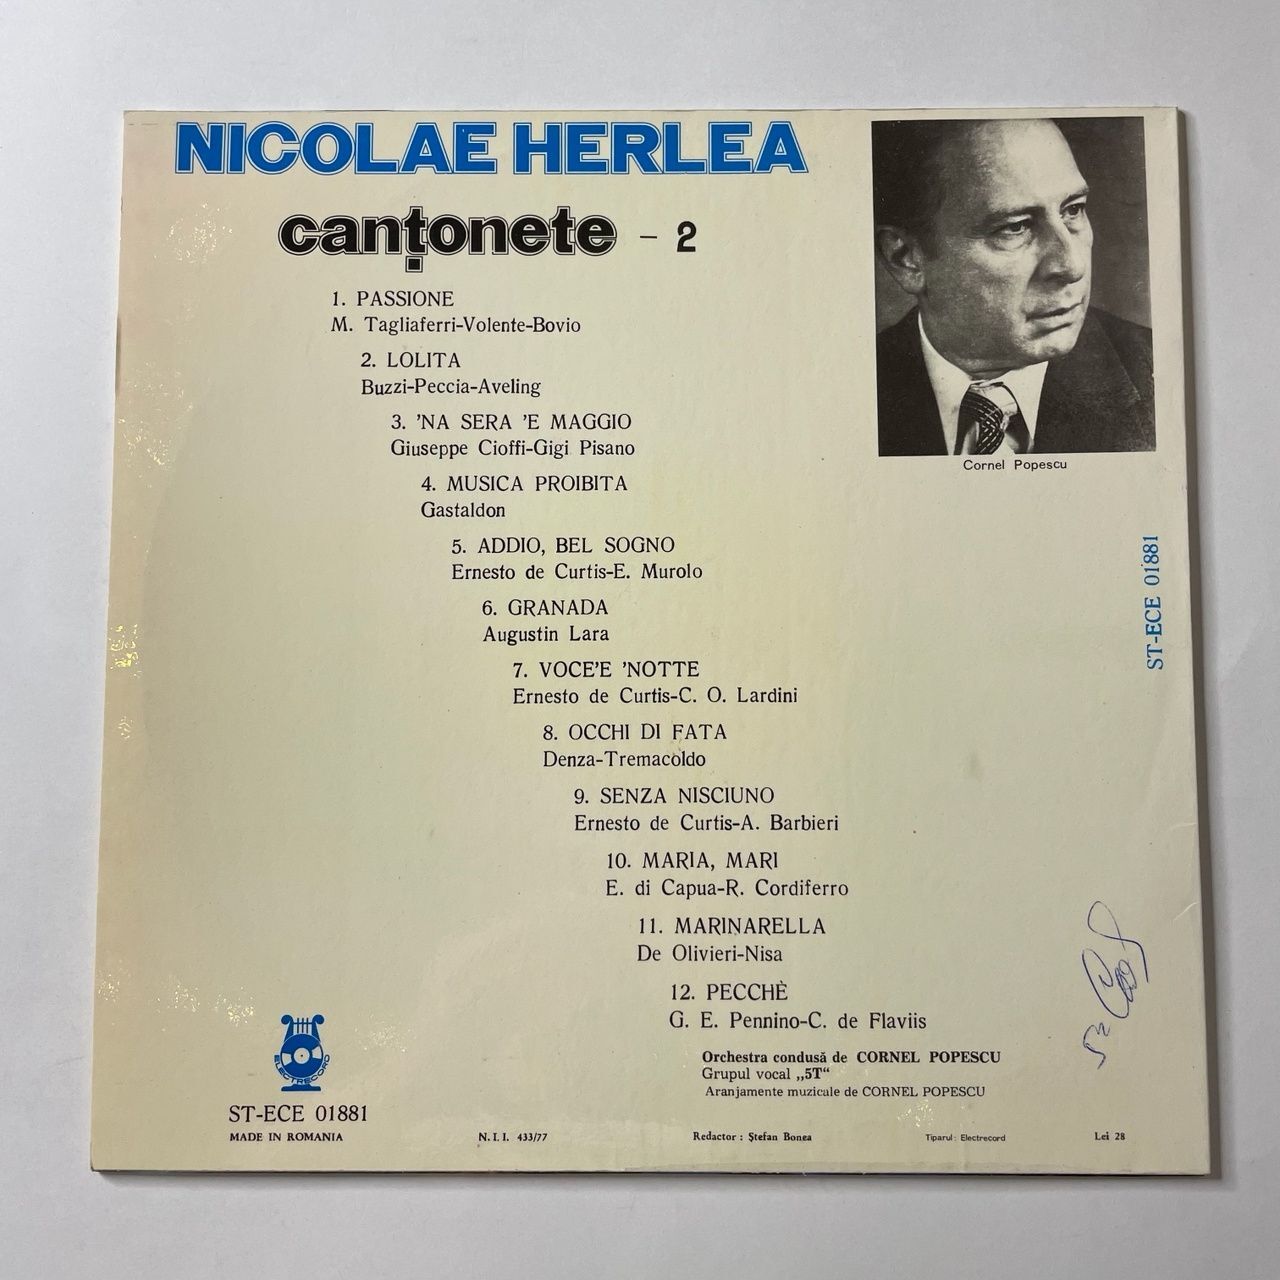 NICOLAE HERLEA
canțonete - 2
1. PASSIONE
M. Tagliaferri-Volente-Bovio
2. LOLITA
Buzzi-Peccia-Aveling
3. 'NA SERA 'E MAGGIO
Giuseppe Cioffi-Gigi Pisano
4. MUSICA PROIBITA
Gastaldon
5. ADDIO, BEL SOGNO
Ernesto de Curtis-E. Murolo
6. GRANADA
Augustin Lara
7. VOCE'E 'NOTTE
Ernesto de Curtis-C. O. Lardini
8. OCCHI DI FATA
Denza-Tremacoldo
9. SENZA NISCIUNO
Ernesto de Curtis-A. Barbieri
10. MARIA, MARI
E. di Capua-R. Cordiferro
11. MARINARELLA
De Olivieri-Nisa
12. PECCHÈ
G. E. Pennino-C. de Flaviis
Orchestra condusă de CORNEL POPESCU
Grupul vocal „5T“
Aranjamente muzicale de CORNEL POPESCU
Cornel Popescu
ST-ECE 01881
ELECTRECORD
ST-ECE 01881
MADE IN ROMANIA
N. I. I. 433/77
Redactor : Ștefan Bonea
Tiparul: Electrecord
Lei 28